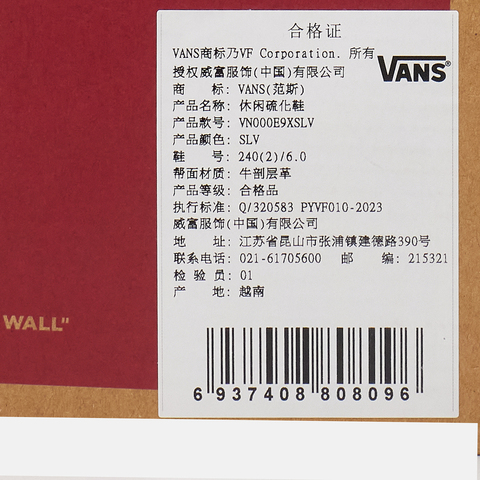 合格证
VANS商标乃VF Corporation. 所有
授权威富服饰(中国)有限公司
VANS®
商 标: VANS(范斯)
产品名称: 休闲硫化鞋
产品款号: VN000E9XSLV
产品颜色: SLV
鞋 号: 240(2)/6.0
帮面材质: 牛剖层革
产品等级: 合格品
执行标准: Q/320583 PYVF010-2023
威富服饰(中国)有限公司
地 址: 江苏省昆山市张浦镇建德路390号
联系电话: 021-61705600 邮 编: 215321
检 验 员: 01
产 地: 越南
WALL"
6 937408 808096